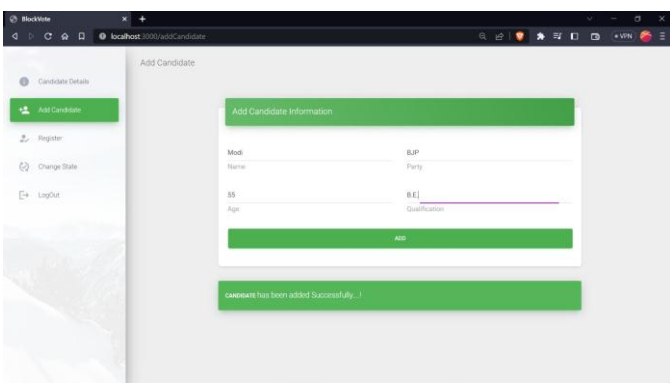 BlockVote
localhost:3000/addCandidate
VPN
Add Candidate
Candidate Details
Add Candidate
Register
Change State
LogOut
Add Candidate Information
Modi
BJP
Name
Party
55
B.E.
Age
Qualification
ADD
CANDIDATE has been added Successfully...!